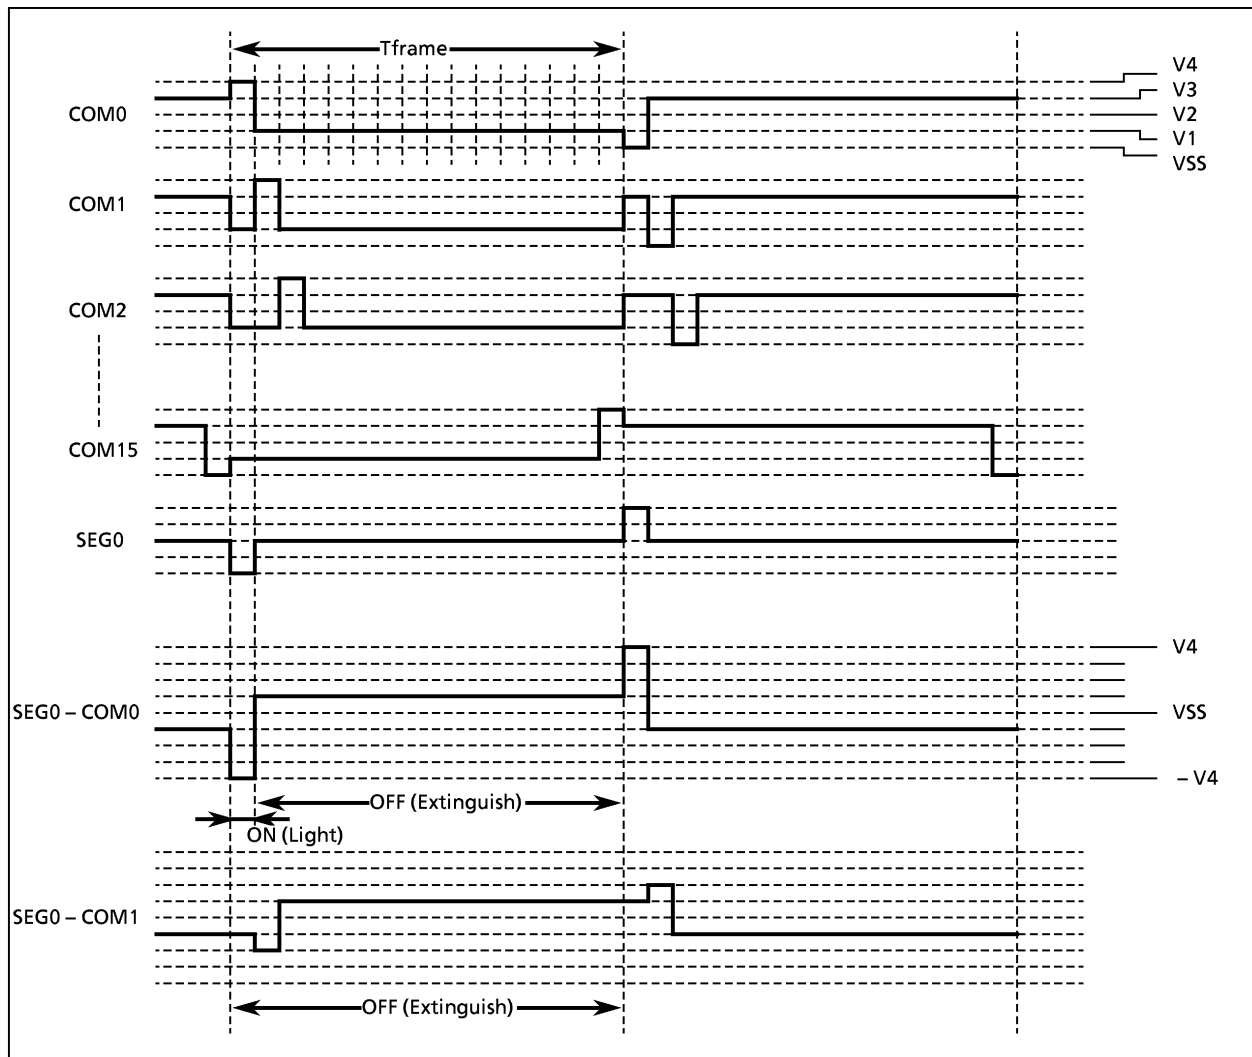 Tframe
V4
V3
COM0
V2
V1
VSS
COM1
COM2
COM15
SEG0
V4
SEG0 – COM0
VSS
– V4
OFF (Extinguish)
ON (Light)
SEG0 – COM1
OFF (Extinguish)